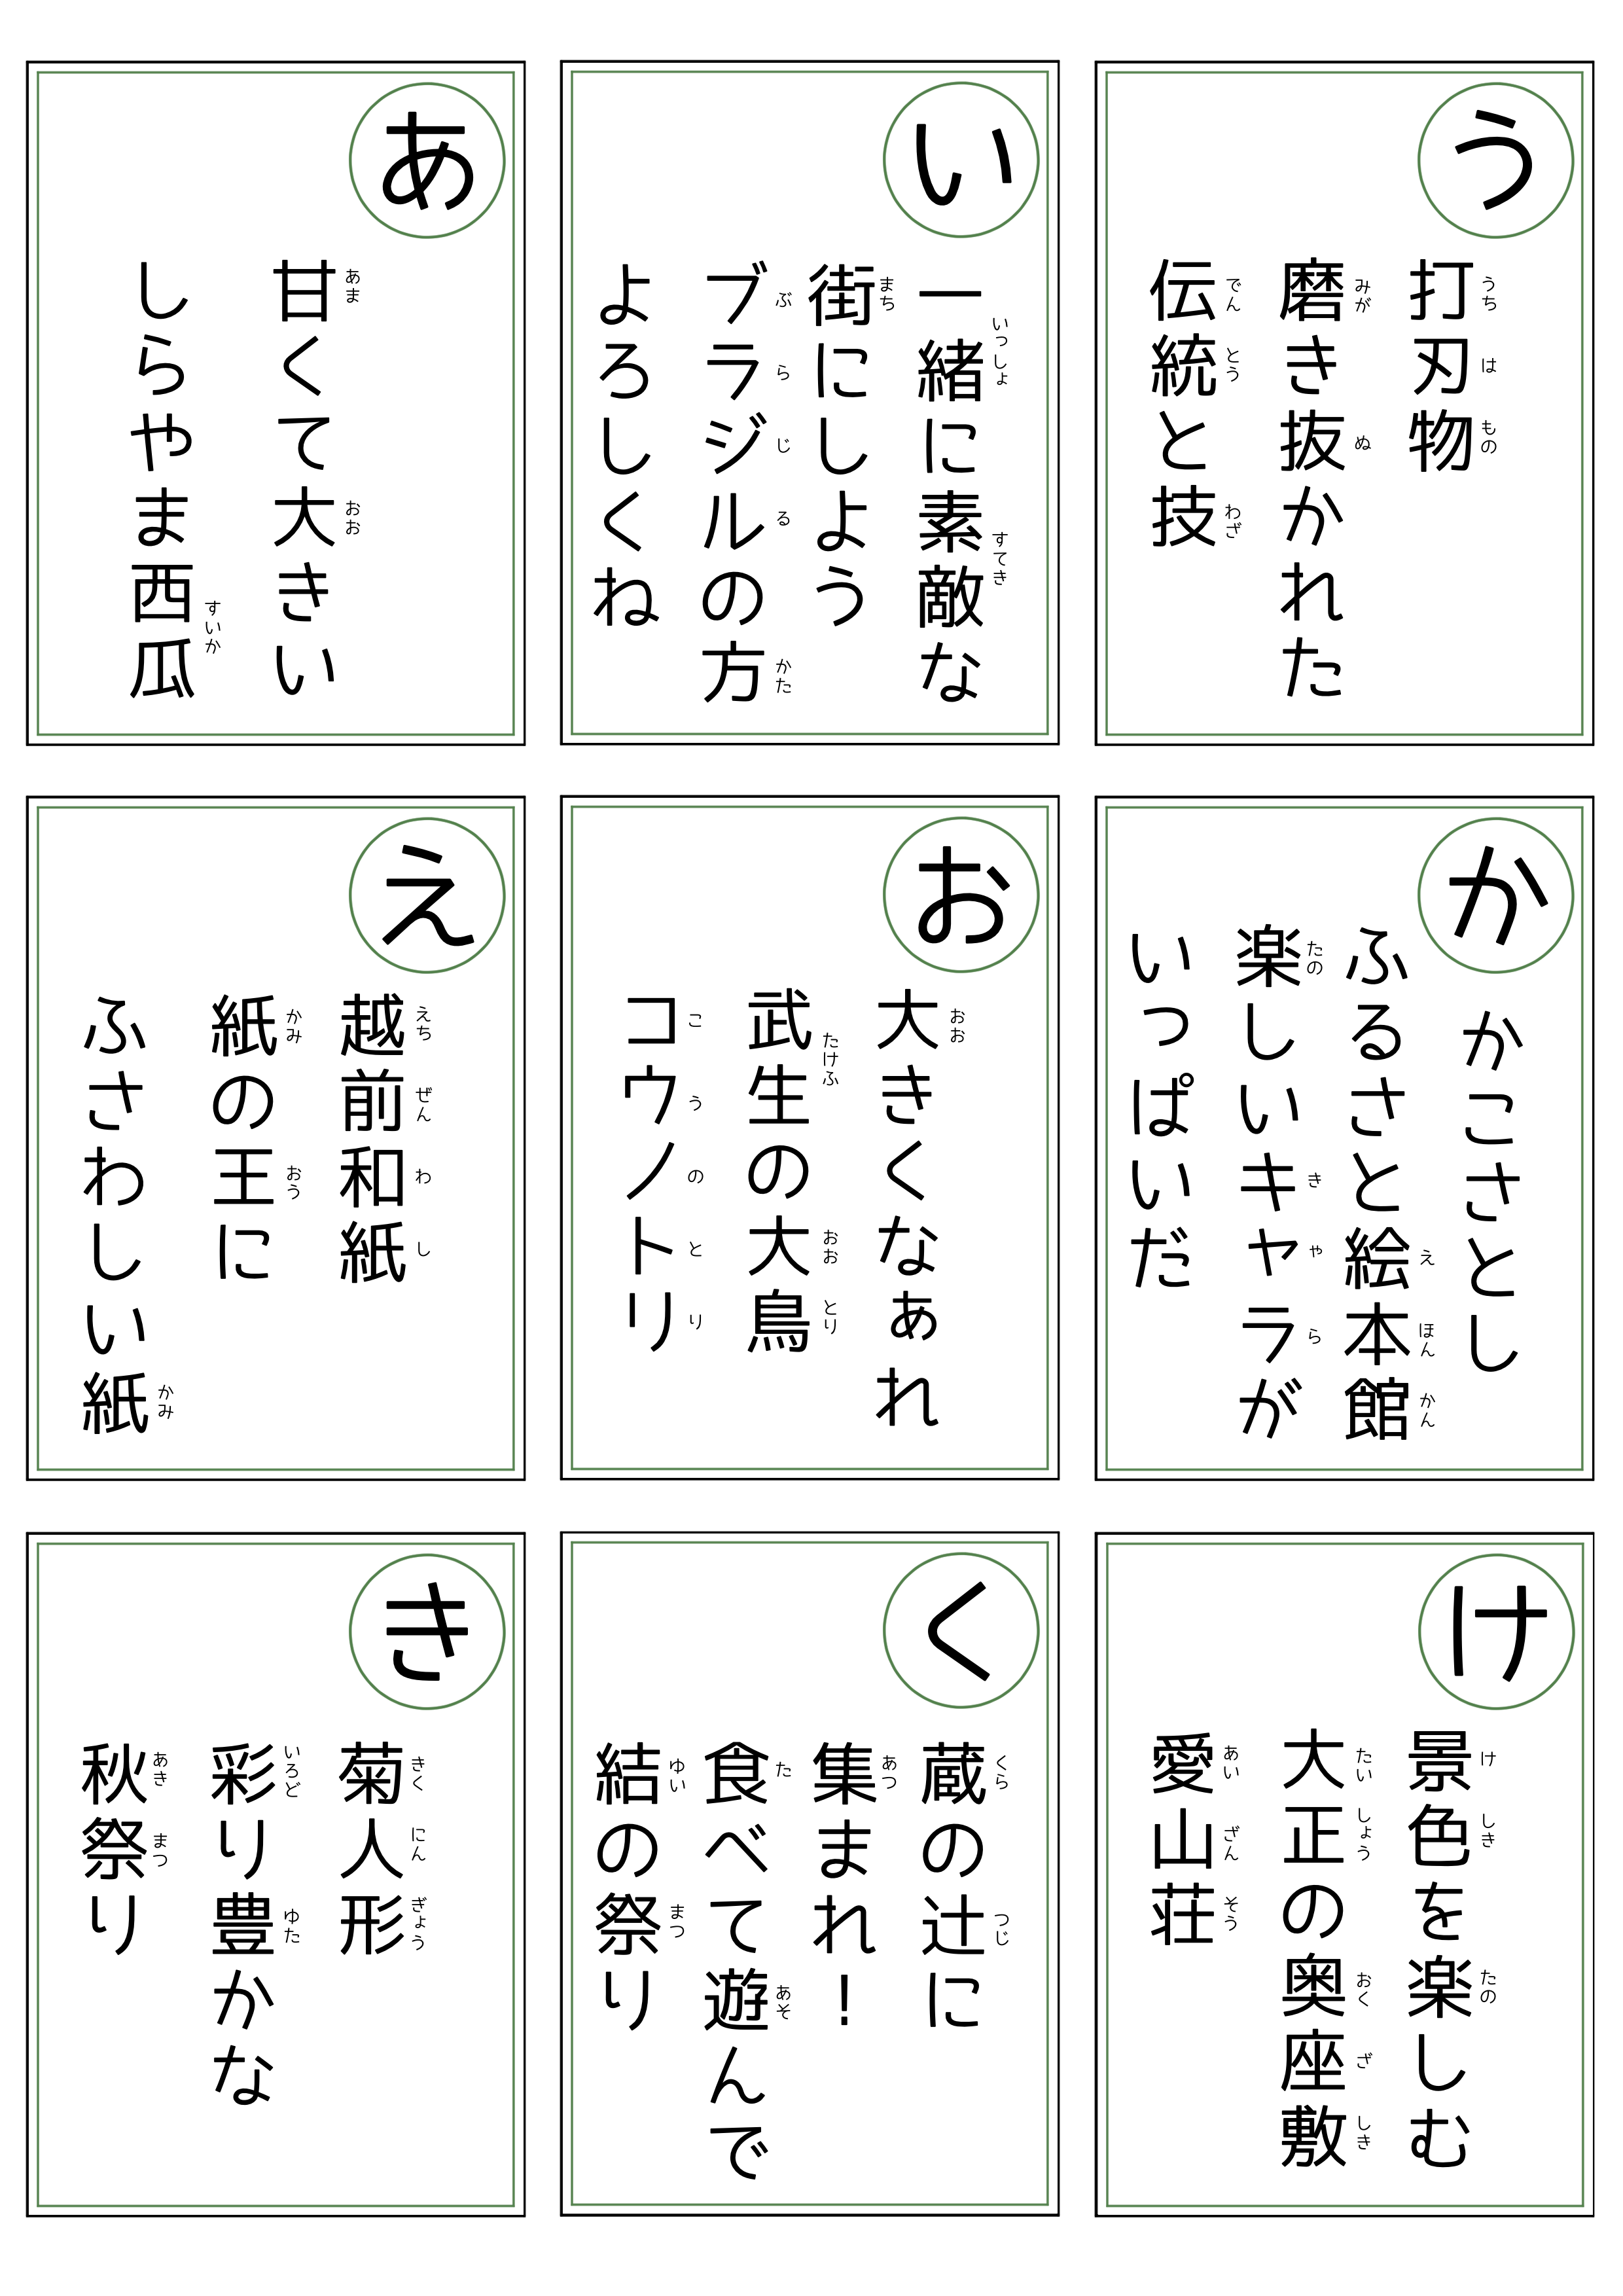 あ
甘くて大きい
しらやま西瓜
い
一緒に素敵な
街にしよう
ブラジルの方
よろしくね
う
打刃物
磨き抜かれた
伝統と技
え
越前和紙
紙の王に
ふさわしい紙
お
大きくなぁれ
武生の大鳥
コウノトリ
か
かこさとし
ふるさと絵本館
楽しいキャラが
いっぱいだ
き
菊人形
彩り豊かな
秋祭り
く
蔵の辻に
集まれ!
食べて遊んで
結の祭り
け
景色を楽しむ
大正の奥座敷
愛山荘